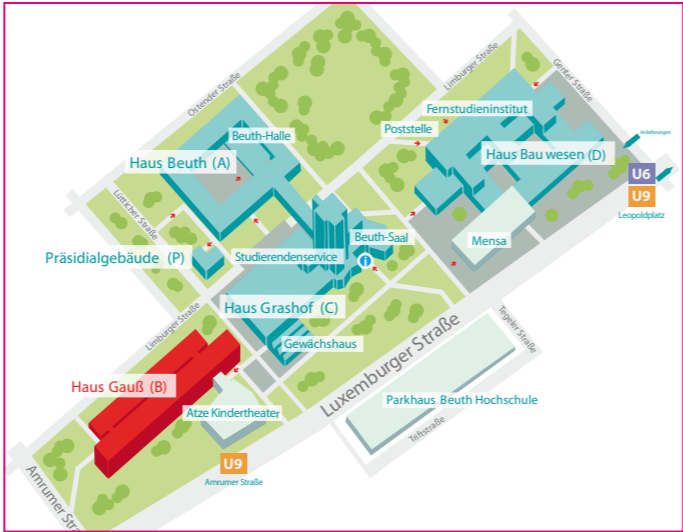 Ostender Straße
Limburger Straße
Genter Straße
Fernstudieninstitut
Beuth-Halle
Poststelle
Anlieferungen
Haus Beuth (A)
Haus Bau wesen (D)
U6
U9
Leopoldplatz
Lütticher Straße
Präsidialgebäude (P)
Studierendenservice
Beuth-Saal
Mensa
i
Haus Grashof (C)
Limburger Straße
Gewächshaus
Tegeler Straße
Luxemburger Straße
Haus Gauß (B)
Atze Kindertheater
Parkhaus Beuth Hochschule
Triftstraße
U9
Amrumer Straße
Amrumer Straß